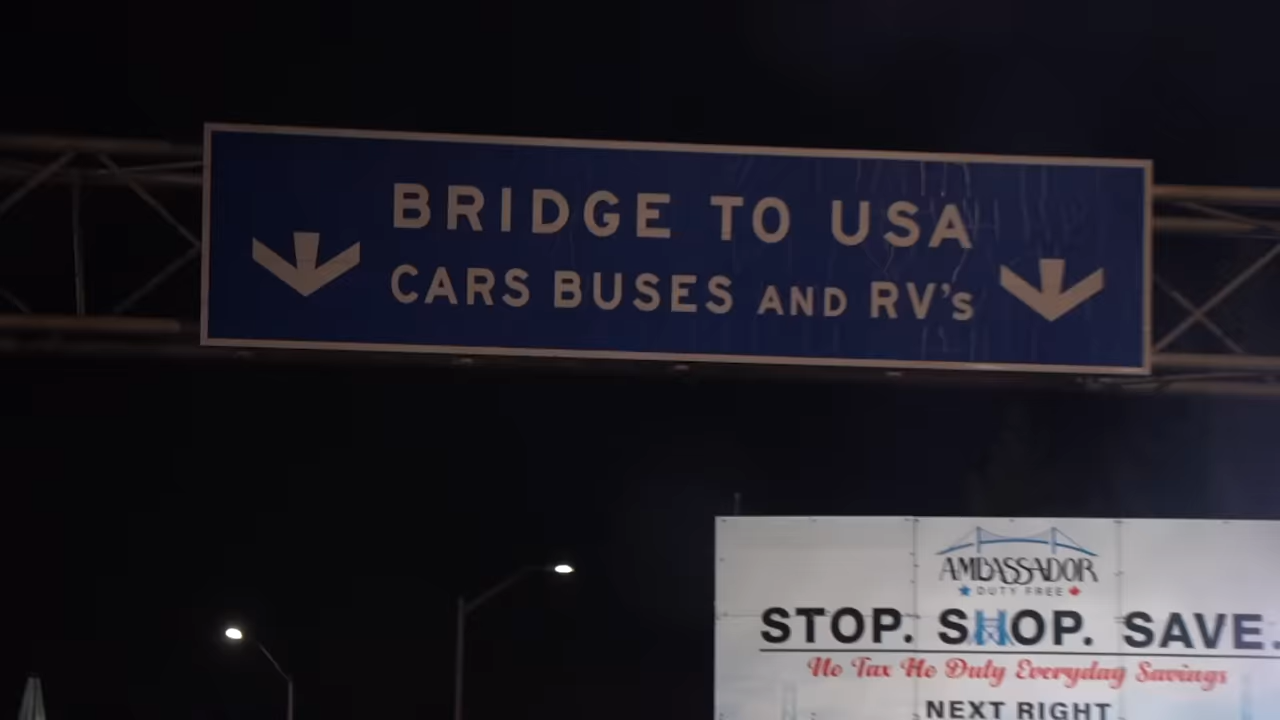 BRIDGE TO USA
CARS BUSES AND RV's
AMBASSADOR
DUTY FREE
STOP. SHOP. SAVE.
No Tax No Duty Everyday Savings
NEXT RIGHT